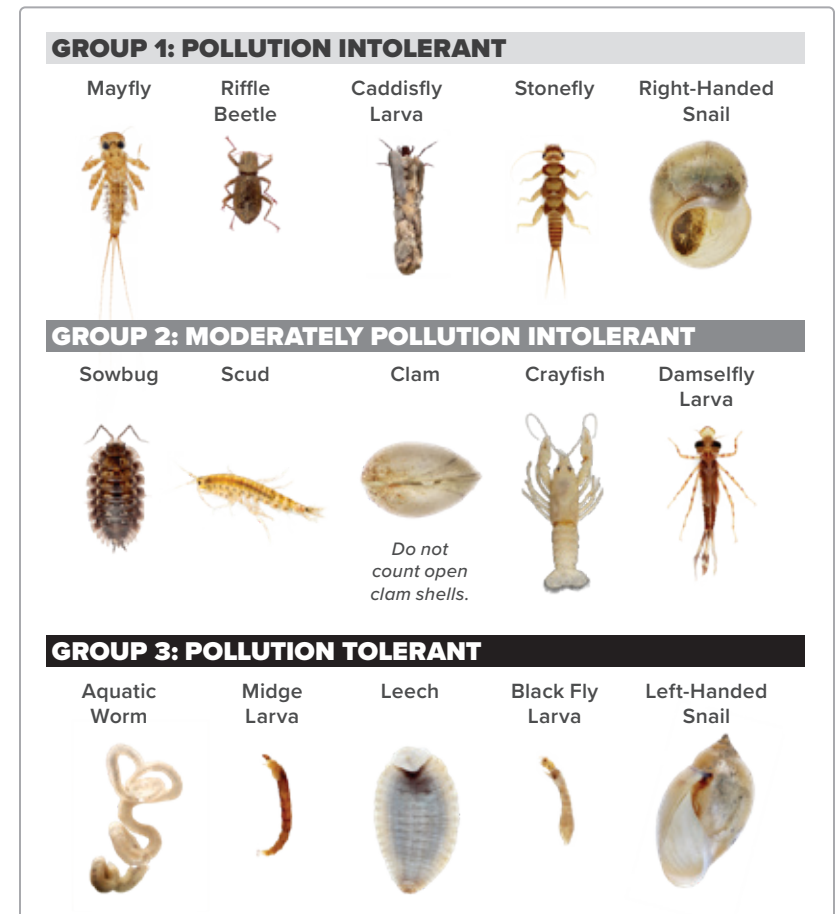 GROUP 1: POLLUTION INTOLERANT
Mayfly
Riffle
Beetle
Caddisfly
Larva
Stonefly
Right-Handed
Snail
GROUP 2: MODERATELY POLLUTION INTOLERANT
Sowbug
Scud
Clam
Crayfish
Damselfly
Larva
Do not
count open
clam shells.
GROUP 3: POLLUTION TOLERANT
Aquatic
Worm
Midge
Larva
Leech
Black Fly
Larva
Left-Handed
Snail